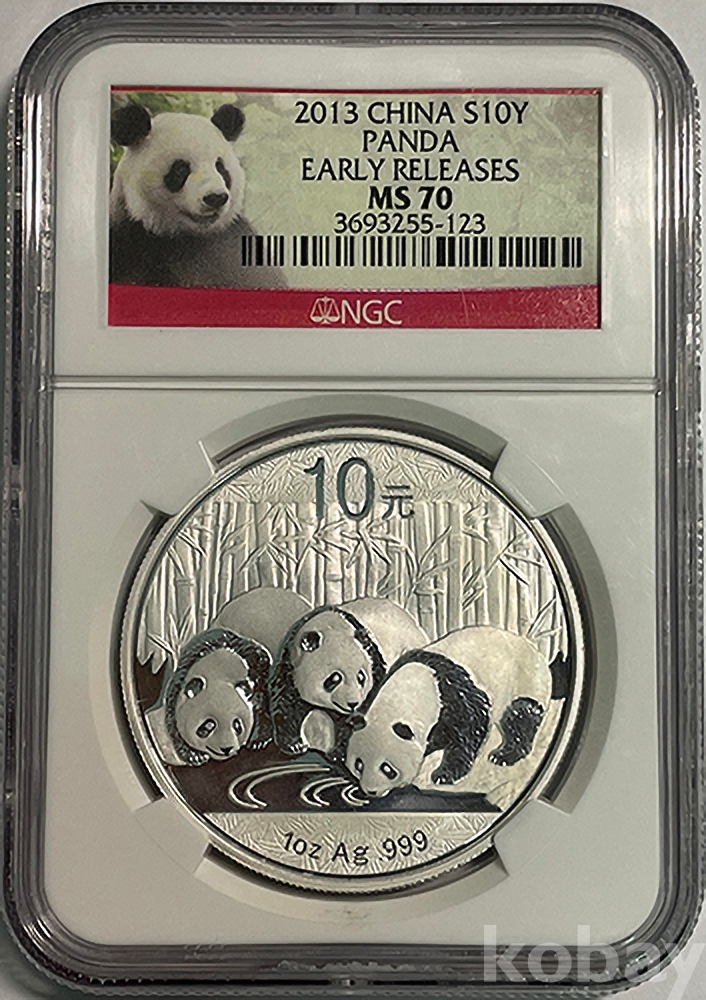 2013 CHINA S10Y
PANDA
EARLY RELEASES
MS 70
3693255-123
NGC
10元
1oz Ag .999
kobay